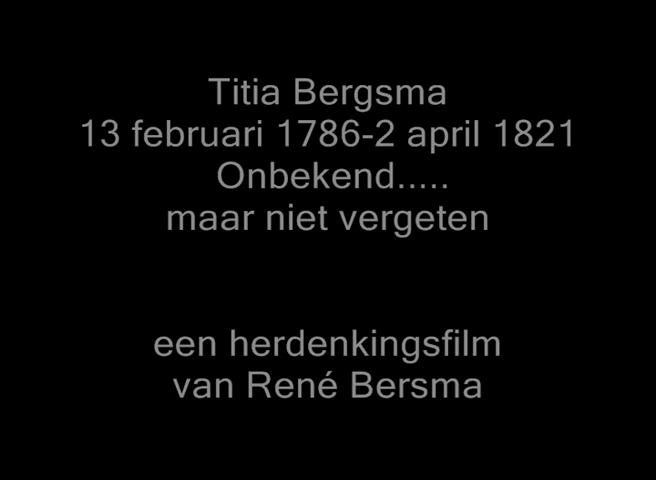 Titia Bergsma
13 februari 1786-2 april 1821
Onbekend.....
maar niet vergeten
een herdenkingsfilm
van René Bersma